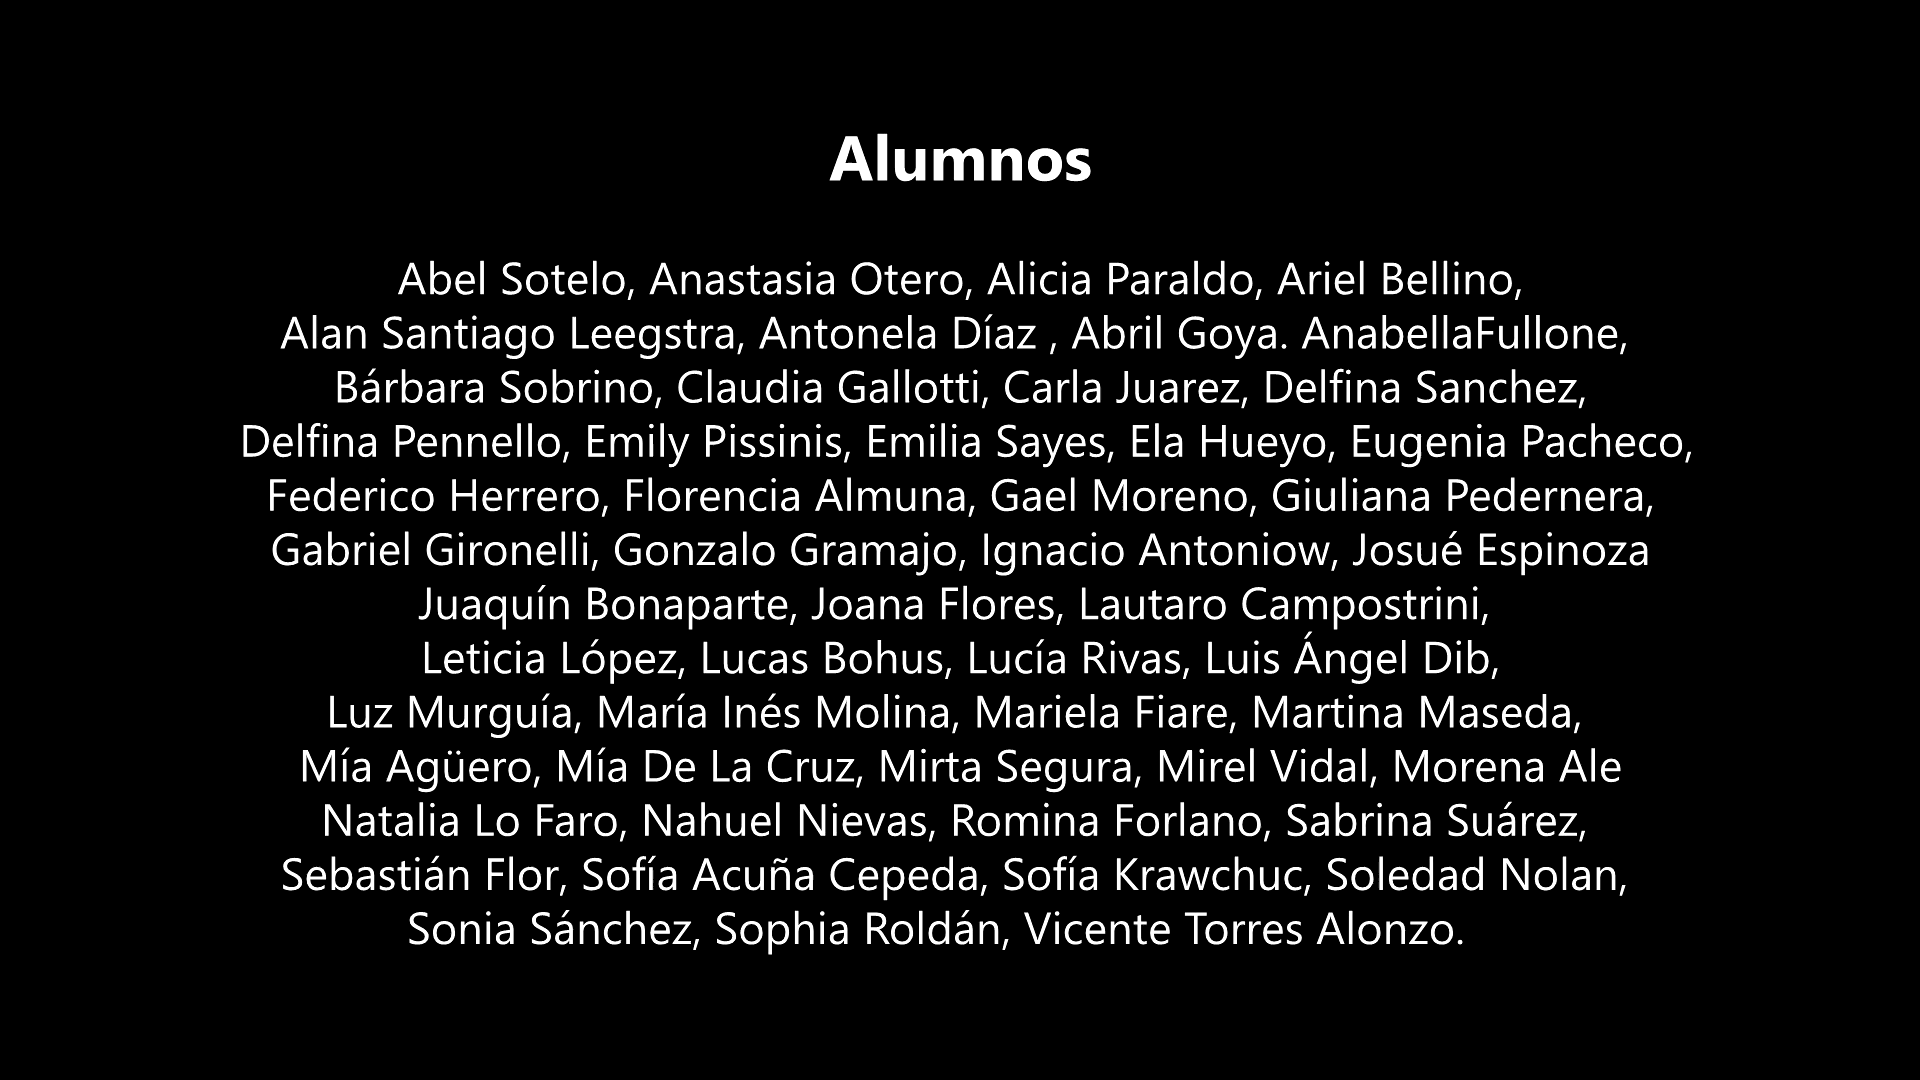 Alumnos
Abel Sotelo, Anastasia Otero, Alicia Paraldo, Ariel Bellino,
Alan Santiago Leegstra, Antonela Díaz , Abril Goya. AnabellaFullone,
Bárbara Sobrino, Claudia Gallotti, Carla Juarez, Delfina Sanchez,
Delfina Pennello, Emily Pissinis, Emilia Sayes, Ela Hueyo, Eugenia Pacheco,
Federico Herrero, Florencia Almuna, Gael Moreno, Giuliana Pedernera,
Gabriel Gironelli, Gonzalo Gramajo, Ignacio Antoniow, Josué Espinoza
Juaquín Bonaparte, Joana Flores, Lautaro Campostrini,
Leticia López, Lucas Bohus, Lucía Rivas, Luis Ángel Dib,
Luz Murguía, María Inés Molina, Mariela Fiare, Martina Maseda,
Mía Agüero, Mía De La Cruz, Mirta Segura, Mirel Vidal, Morena Ale
Natalia Lo Faro, Nahuel Nievas, Romina Forlano, Sabrina Suárez,
Sebastián Flor, Sofía Acuña Cepeda, Sofía Krawchuc, Soledad Nolan,
Sonia Sánchez, Sophia Roldán, Vicente Torres Alonzo.